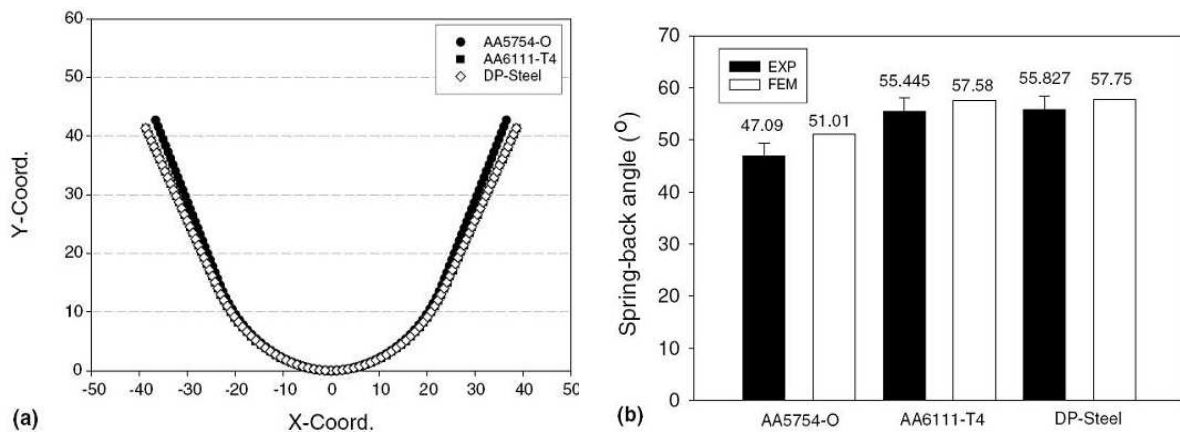 60
50
40
30
20
10
0
-50 -40 -30 -20 -10 0 10 20 30 40 50
Y-Coord.
X-Coord.
AA5754-O
AA6111-T4
DP-Steel
(a)
70
60
50
40
30
20
10
0
Spring-back angle (O)
EXP
FEM
47.09 51.01 55.445 57.58 55.827 57.75
AA5754-O AA6111-T4 DP-Steel
(b)